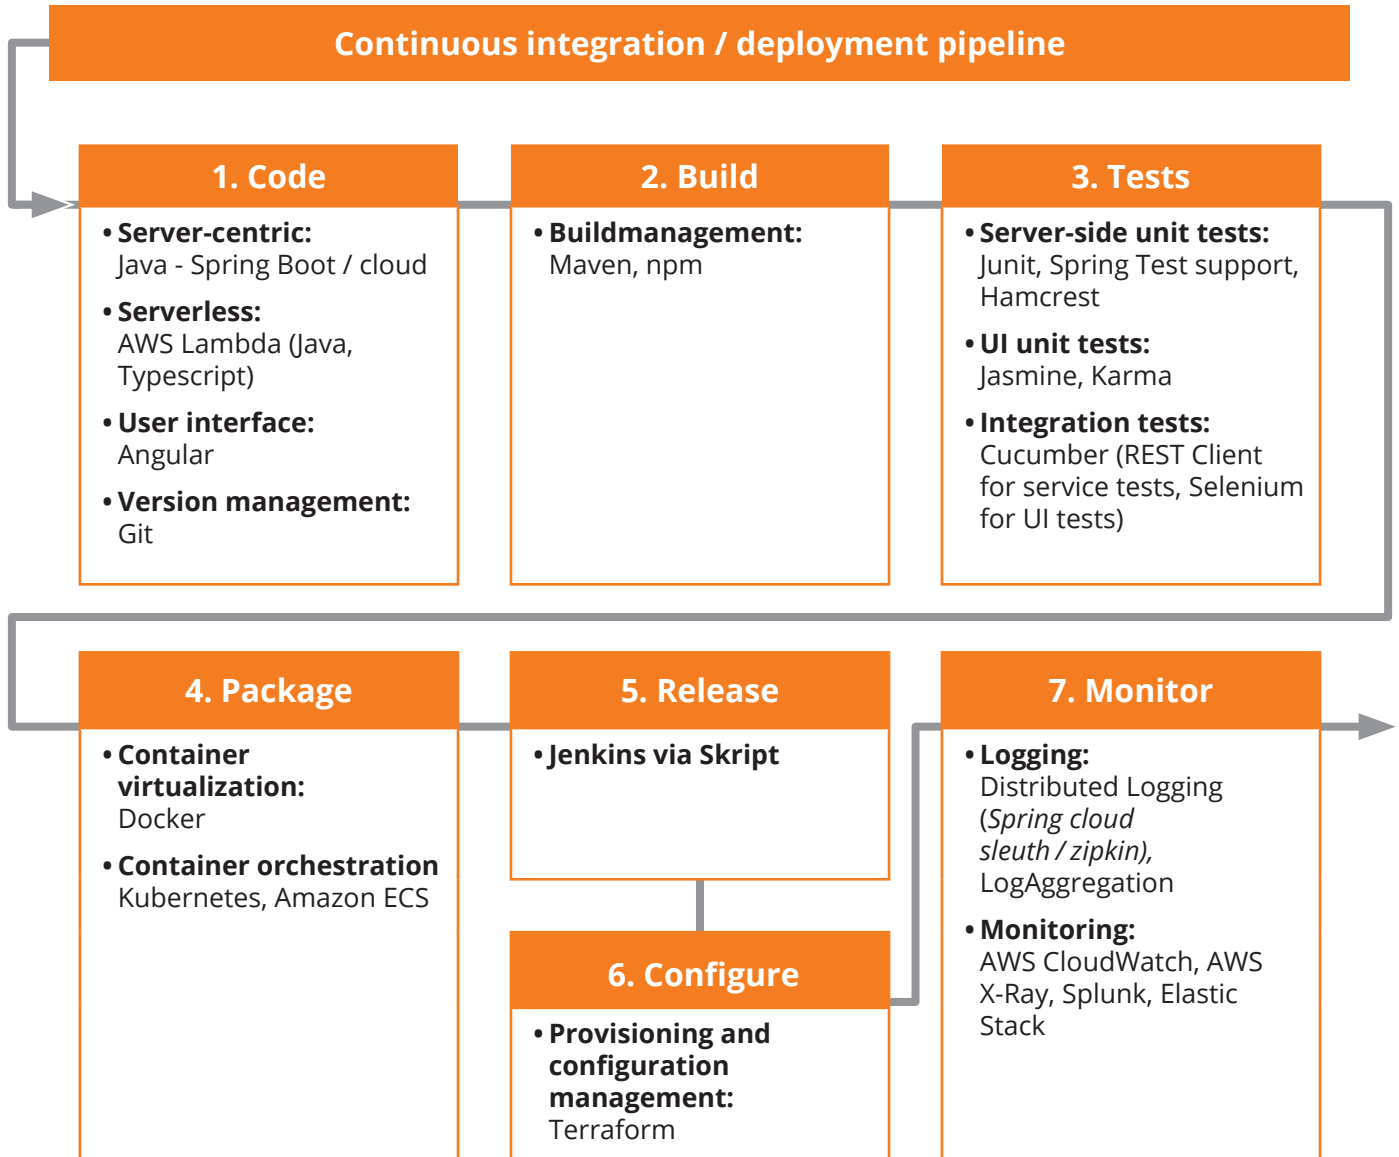 Continuous integration / deployment pipeline
1. Code
• Server-centric:
Java - Spring Boot / cloud
• Serverless:
AWS Lambda (Java,
Typescript)
• User interface:
Angular
• Version management:
Git
2. Build
• Buildmanagement:
Maven, npm
3. Tests
• Server-side unit tests:
Junit, Spring Test support,
Hamcrest
• UI unit tests:
Jasmine, Karma
• Integration tests:
Cucumber (REST Client
for service tests, Selenium
for UI tests)
4. Package
• Container
virtualization:
Docker
• Container orchestration
Kubernetes, Amazon ECS
5. Release
• Jenkins via Skript
6. Configure
• Provisioning and
configuration
management:
Terraform
7. Monitor
• Logging:
Distributed Logging
(Spring cloud
sleuth / zipkin),
LogAggregation
• Monitoring:
AWS CloudWatch, AWS
X-Ray, Splunk, Elastic
Stack